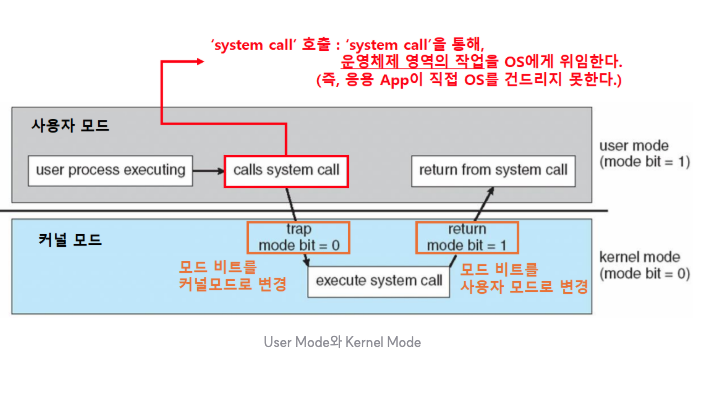 'system call' 호출 : 'system call'을 통해,
운영체제 영역의 작업을 OS에게 위임한다.
(즉, 응용 App이 직접 OS를 건드리지 못한다.)
사용자 모드
user process executing
calls system call
return from system call
user mode
(mode bit = 1)
커널 모드
trap
mode bit = 0
return
mode bit = 1
모드 비트를
커널모드로 변경
execute system call
모드 비트를
사용자 모드로 변경
kernel mode
(mode bit = 0)
User Mode와 Kernel Mode